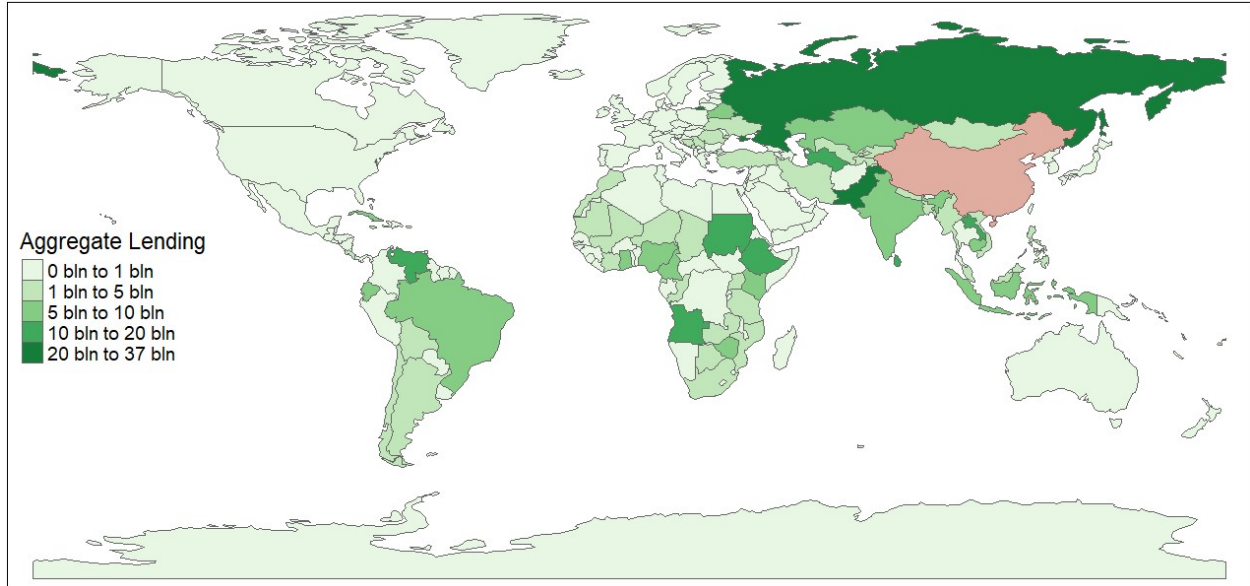 Aggregate Lending
0 bln to 1 bln
1 bln to 5 bln
5 bln to 10 bln
10 bln to 20 bln
20 bln to 37 bln